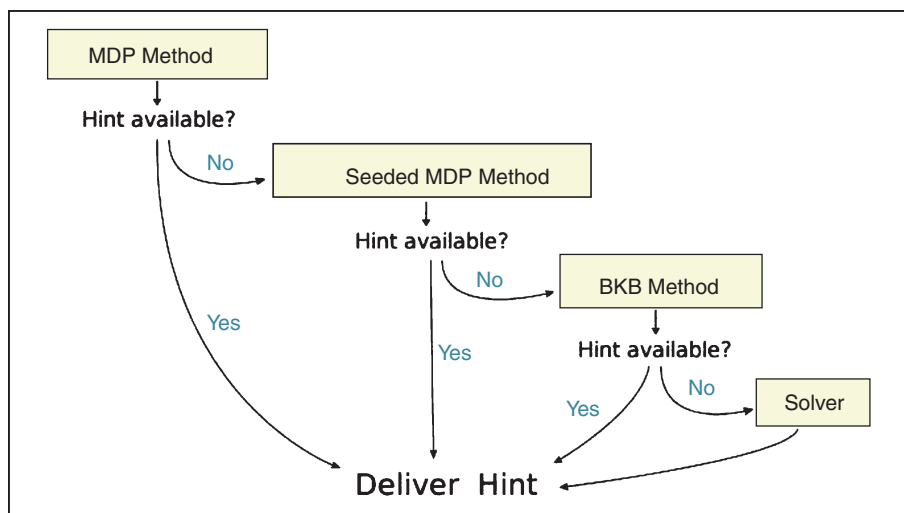 MDP Method
Hint available?
No
Seeded MDP Method
Hint available?
No
BKB Method
Yes
Hint available?
Yes
No
Solver
Yes
Deliver Hint